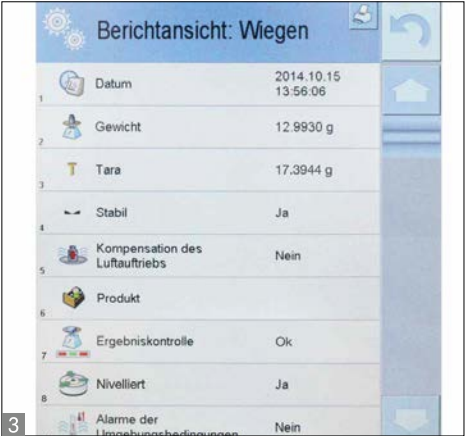 Berichtansicht: Wiegen
1 Datum 2014.10.15
13:56:06
2 Gewicht 12.9930 g
3 T Tara 17.3944 g
4 Stabil Ja
5 Kompensation des
Luftauftriebs Nein
6 Produkt
7 Ergebniskontrolle Ok
8 Nivelliert Ja
Alarme der
Umgebungsbedingungen Nein
3